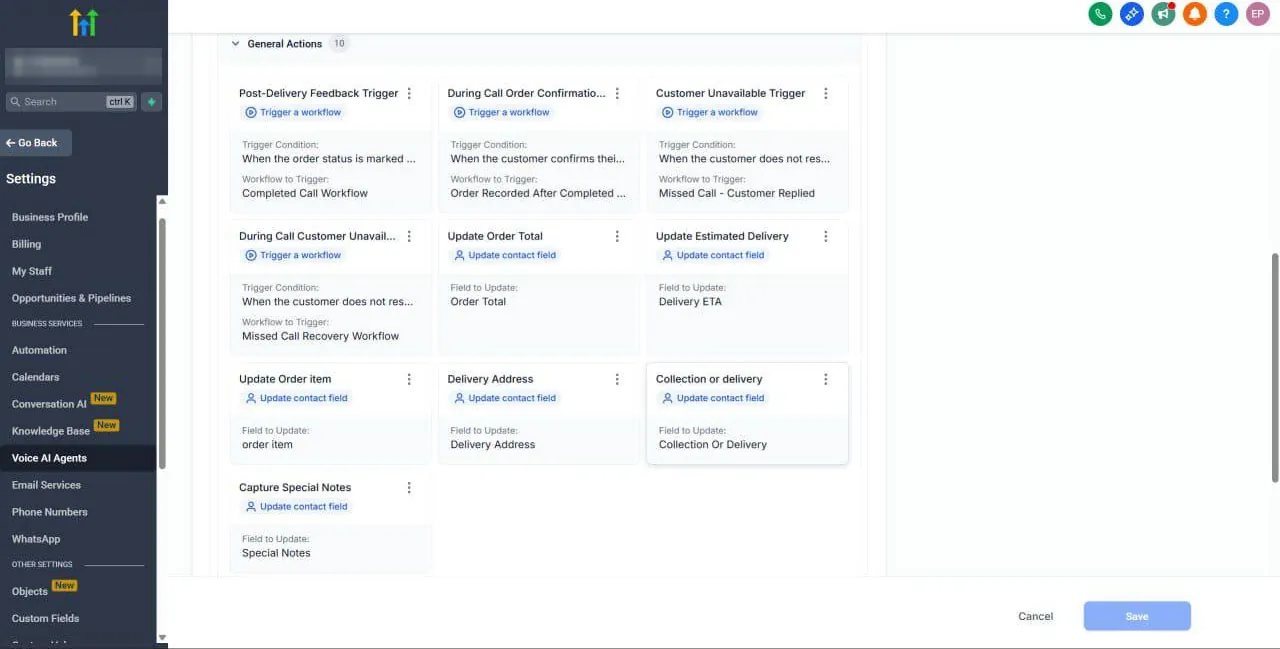 EP
Search ctrl K
Go Back
Settings
Business Profile
Billing
My Staff
Opportunities & Pipelines
BUSINESS SERVICES
Automation
Calendars
Conversation AI New
Knowledge Base New
Voice AI Agents
Email Services
Phone Numbers
WhatsApp
OTHER SETTINGS
Objects New
Custom Fields
General Actions 10
Post-Delivery Feedback Trigger
Trigger a workflow
Trigger Condition:
When the order status is marked ...
Workflow to Trigger:
Completed Call Workflow
During Call Order Confirmatio...
Trigger a workflow
Trigger Condition:
When the customer confirms thei...
Workflow to Trigger:
Order Recorded After Completed ...
Customer Unavailable Trigger
Trigger a workflow
Trigger Condition:
When the customer does not res...
Workflow to Trigger:
Missed Call - Customer Replied
During Call Customer Unavail...
Trigger a workflow
Trigger Condition:
When the customer does not res...
Workflow to Trigger:
Missed Call Recovery Workflow
Update Order Total
Update contact field
Field to Update:
Order Total
Update Estimated Delivery
Update contact field
Field to Update:
Delivery ETA
Update Order item
Update contact field
Field to Update:
order item
Delivery Address
Update contact field
Field to Update:
Delivery Address
Collection or delivery
Update contact field
Field to Update:
Collection Or Delivery
Capture Special Notes
Update contact field
Field to Update:
Special Notes
Cancel
Save